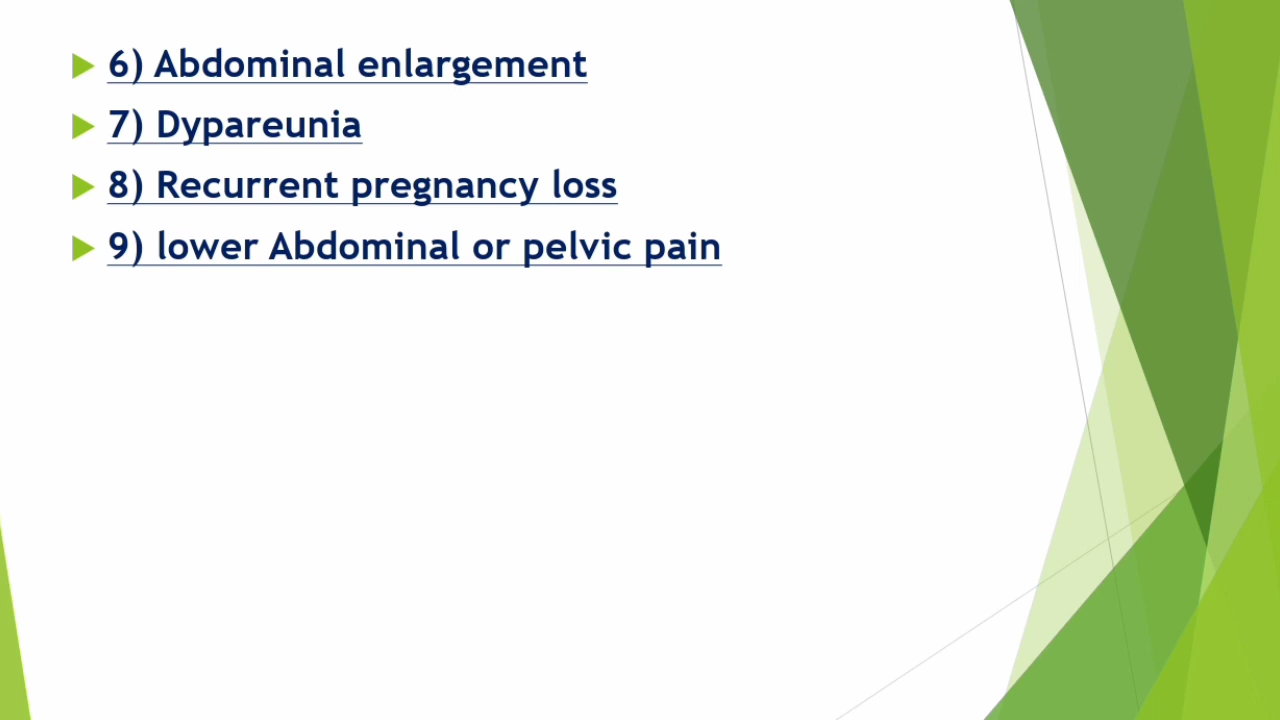 6) Abdominal enlargement
7) Dypareunia
8) Recurrent pregnancy loss
9) lower Abdominal or pelvic pain